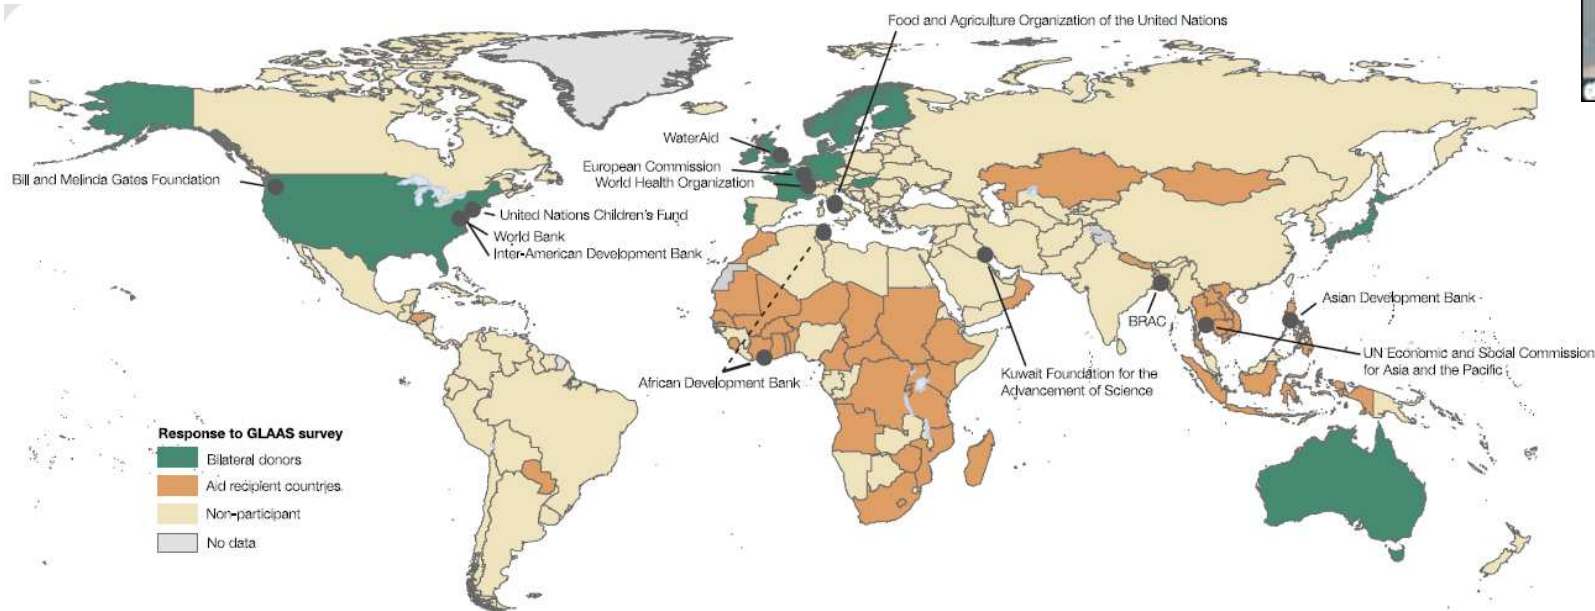 Food and Agriculture Organization of the United Nations
WaterAid
European Commission
World Health Organization
Bill and Melinda Gates Foundation
United Nations Children's Fund
World Bank
Inter-American Development Bank
African Development Bank
Kuwait Foundation for the
Advancement of Science
BRAC
Asian Development Bank
UN Economic and Social Commission
for Asia and the Pacific
Response to GLAAS survey
Bilateral donors
Aid recipient countries
Non-participant
No data